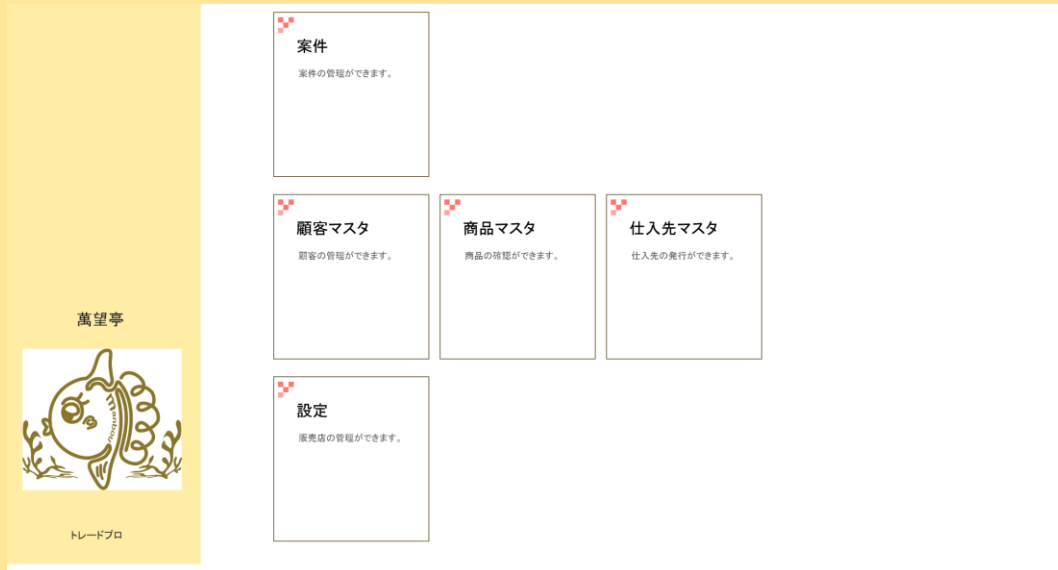 案件
案件の管理ができます。
顧客マスタ
顧客の管理ができます。
商品マスタ
商品の確認ができます。
仕入先マスタ
仕入先の発行ができます。
設定
販売店の管理ができます。
萬望亭
manbou
トレードプロ